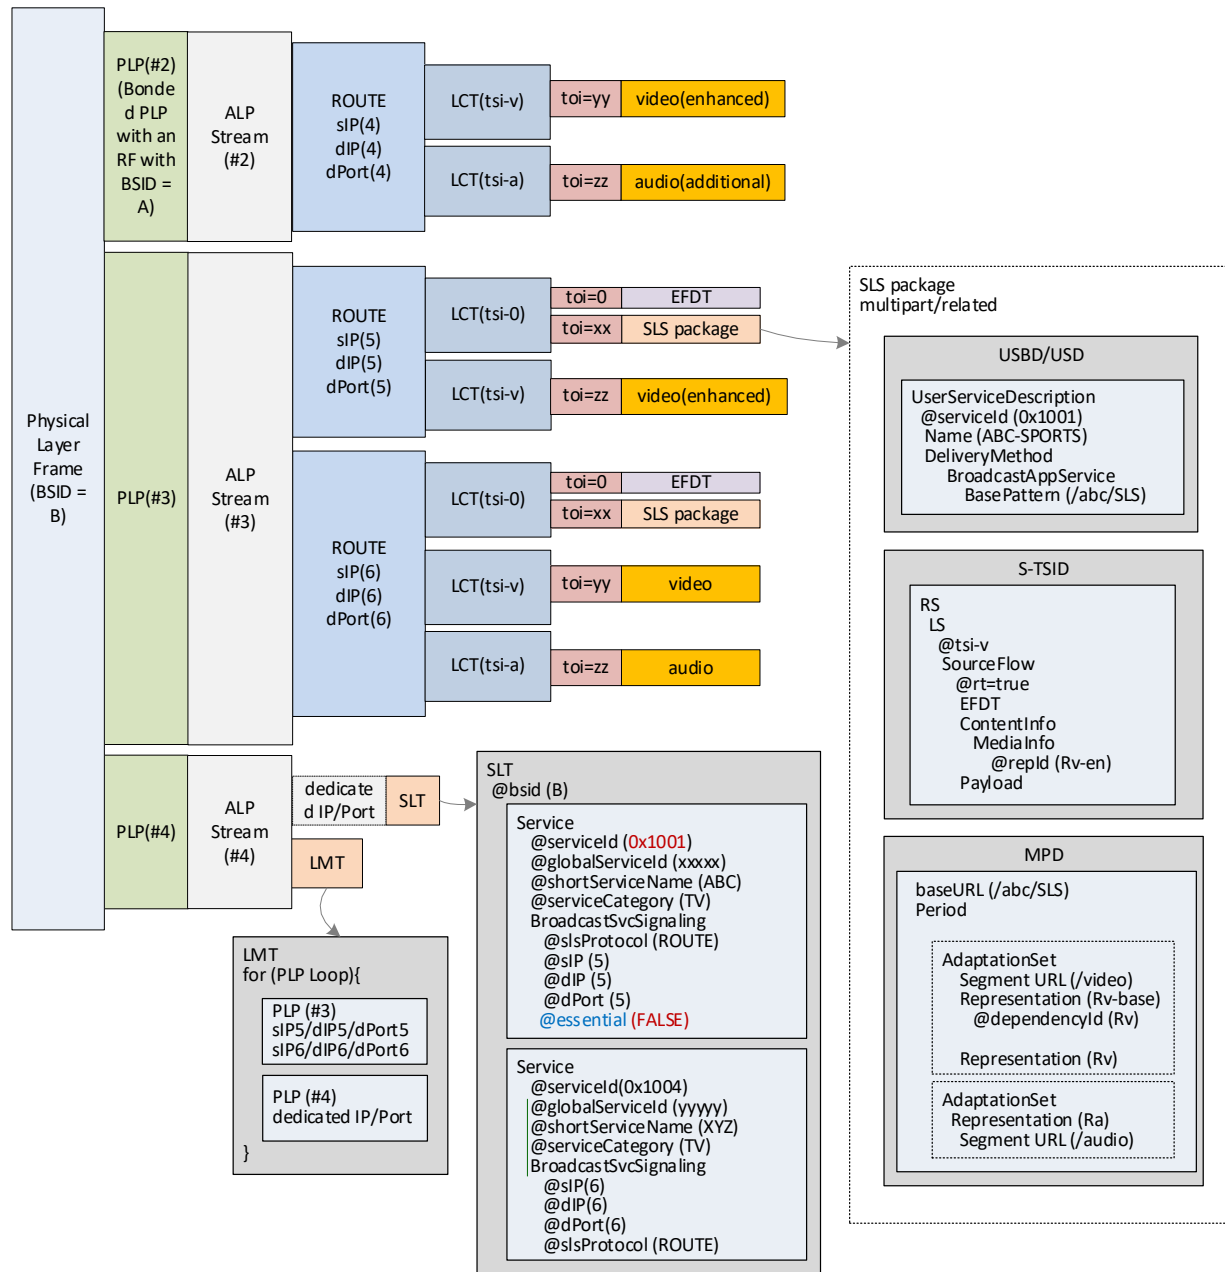 Physical
Layer
Frame
(BSID =
B)
PLP(#2)
(Bonde
d PLP
with an
RF with
BSID =
A)
ALP
Stream
(#2)
ROUTE
sIP(4)
dIP(4)
dPort(4)
LCT(tsi-v)
toi=yy
video(enhanced)
LCT(tsi-a)
toi=zz
audio(additional)
PLP(#3)
ALP
Stream
(#3)
ROUTE
sIP(5)
dIP(5)
dPort(5)
LCT(tsi-0)
toi=0
EFDT
toi=xx
SLS package
LCT(tsi-v)
toi=zz
video(enhanced)
ROUTE
sIP(6)
dIP(6)
dPort(6)
LCT(tsi-0)
toi=0
EFDT
toi=xx
SLS package
LCT(tsi-v)
toi=yy
video
LCT(tsi-a)
toi=zz
audio
PLP(#4)
ALP
Stream
(#4)
dedicate
d IP/Port
SLT
LMT
LMT
for (PLP Loop){
PLP (#3)
sIP5/dIP5/dPort5
sIP6/dIP6/dPort6
PLP (#4)
dedicated IP/Port
}
SLT
@bsid (B)
Service
@serviceId (0x1001)
@globalServiceId (xxxxx)
@shortServiceName (ABC)
@serviceCategory (TV)
BroadcastSvcSignaling
@slsProtocol (ROUTE)
@sIP (5)
@dIP (5)
@dPort (5)
@essential (FALSE)
Service
@serviceId(0x1004)
@globalServiceId (yyyyy)
@shortServiceName (XYZ)
@serviceCategory (TV)
BroadcastSvcSignaling
@sIP(6)
@dIP(6)
@dPort(6)
@slsProtocol (ROUTE)
SLS package
multipart/related
USBD/USD
UserServiceDescription
@serviceId (0x1001)
Name (ABC-SPORTS)
DeliveryMethod
BroadcastAppService
BasePattern (/abc/SLS)
S-TSID
RS
LS
@tsi-v
SourceFlow
@rt=true
EFDT
ContentInfo
MediaInfo
@repId (Rv-en)
Payload
MPD
baseURL (/abc/SLS)
Period
AdaptationSet
Segment URL (/video)
Representation (Rv-base)
@dependencyId (Rv)
Representation (Rv)
AdaptationSet
Representation (Ra)
Segment URL (/audio)